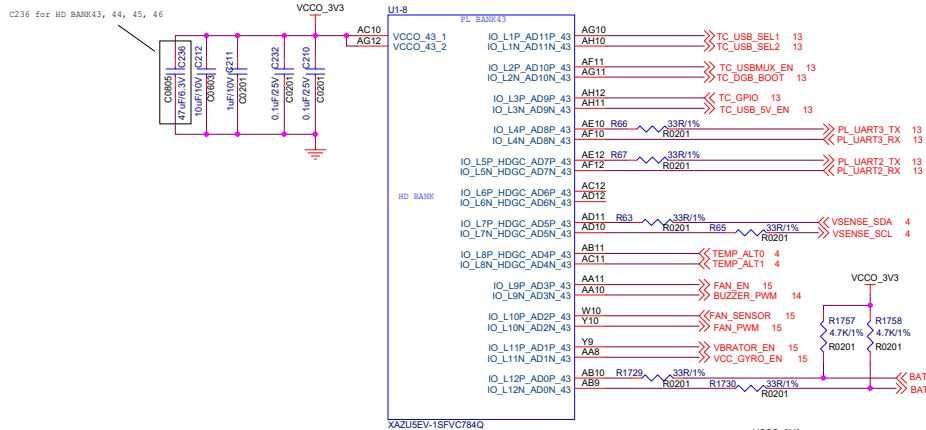 C236 for HD BANK43, 44, 45, 46
VCCO_3V3
U1-8
PL BANK43
HD BANK
XAZU5EV-1SFVC784Q
AC10 VCCO_43_1
AG12 VCCO_43_2
C236 47uF/6.3V C0805
C212 10uF/10V C0603
C211 1uF/10V C0201
C232 0.1uF/25V C0201
C210 0.1uF/25V C0201
IO_L1P_AD11P_43 AG10 TC_USB_SEL1 13
IO_L1N_AD11N_43 AH10 TC_USB_SEL2 13
IO_L2P_AD10P_43 AF11 TC_USBMUX_EN 13
IO_L2N_AD10N_43 AG11 TC_DGB_BOOT 13
IO_L3P_AD9P_43 AH12 TC_GPIO 13
IO_L3N_AD9N_43 AH11 TC_USB_5V_EN 13
IO_L4P_AD8P_43 AE10 R66 33R/1% R0201 PL_UART3_TX 13
IO_L4N_AD8N_43 AF10 PL_UART3_RX 13
IO_L5P_HDGC_AD7P_43 AE12 R67 33R/1% R0201 PL_UART2_TX 13
IO_L5N_HDGC_AD7N_43 AF12 PL_UART2_RX 13
IO_L6P_HDGC_AD6P_43 AC12
IO_L6N_HDGC_AD6N_43 AD12
IO_L7P_HDGC_AD5P_43 AD11 R63 33R/1% R0201 VSENSE_SDA 4
IO_L7N_HDGC_AD5N_43 AD10 R65 33R/1% R0201 VSENSE_SCL 4
IO_L8P_HDGC_AD4P_43 AB11 TEMP_ALT0 4
IO_L8N_HDGC_AD4N_43 AC11 TEMP_ALT1 4
IO_L9P_AD3P_43 AA11 FAN_EN 15
IO_L9N_AD3N_43 AA10 BUZZER_PWM 14
IO_L10P_AD2P_43 W10 FAN_SENSOR 15
IO_L10N_AD2N_43 Y10 FAN_PWM 15
IO_L11P_AD1P_43 Y9 VBRATOR_EN 15
IO_L11N_AD1N_43 AA8 VCC_GYRO_EN 15
IO_L12P_AD0P_43 AB10 R1729 33R/1% R0201 BAT
IO_L12N_AD0N_43 AB9 R1730 33R/1% R0201 BAT
VCCO_3V3
R1757 4.7K/1% R0201
R1758 4.7K/1% R0201